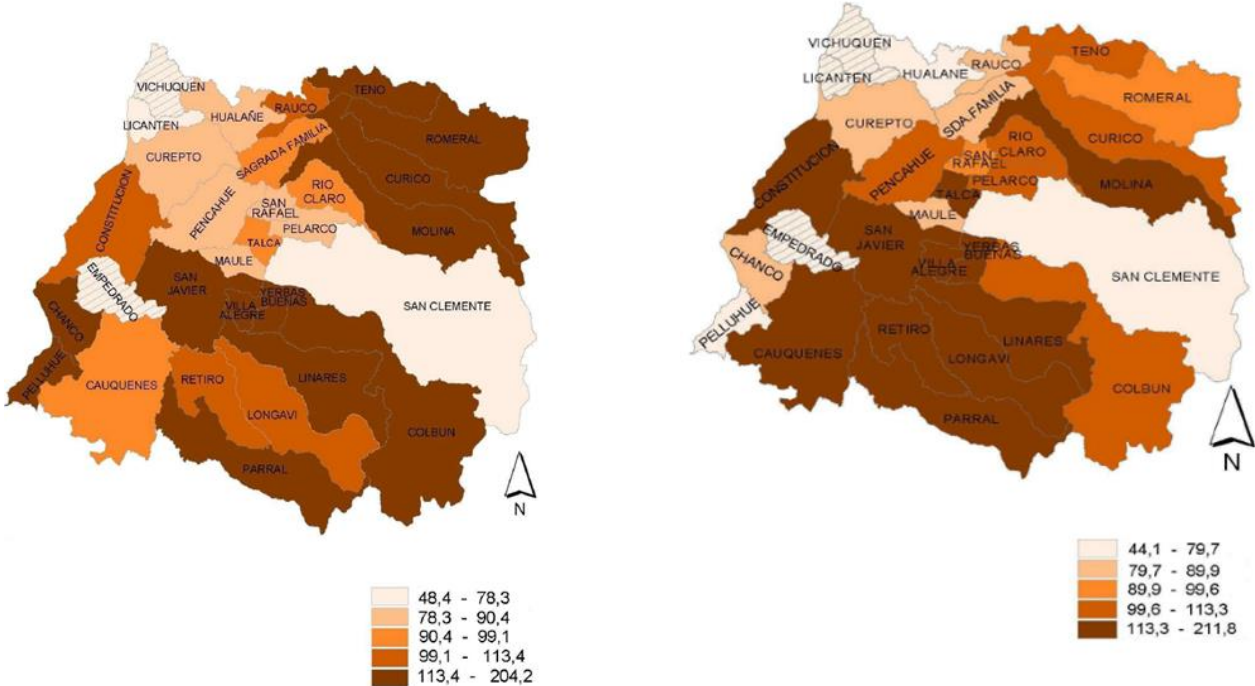 VICHUQUEN
LICANTEN
HUALAÑE
RAUCO
TENO
ROMERAL
CUREPTO
SAGRADA FAMILIA
CURICO
RIO
CLARO
CONSTITUCION
PENCAHUE
SAN
RAFAEL
PELARCO
MOLINA
TALCA
MAULE
EMPEDRADO
SAN
JAVIER
YERBAS
BUENAS
VILLA
ALEGRE
SAN CLEMENTE
CHANCO
PELLUHUE
CAUQUENES
RETIRO
LINARES
LONGAVI
COLBUN
PARRAL
N
48,4 - 78,3
78,3 - 90,4
90,4 - 99,1
99,1 - 113,4
113,4 - 204,2
VICHUQUEN
LICANTEN
HUALANE
RAUCO
TENO
ROMERAL
SDA.FAMILIA
CUREPTO
CURICO
RIO
CLARO
SAN
RAFAEL
CONSTITUCION
PENCAHUE
PELARCO
MOLINA
TALCA
MAULE
EMPEDRADO
SAN
JAVIER
YERBAS
BUENAS
VILLA
ALEGRE
CHANCO
SAN CLEMENTE
PELLUHUE
RETIRO
LINARES
CAUQUENES
LONGAVI
COLBUN
PARRAL
N
44,1 - 79,7
79,7 - 89,9
89,9 - 99,6
99,6 - 113,3
113,3 - 211,8